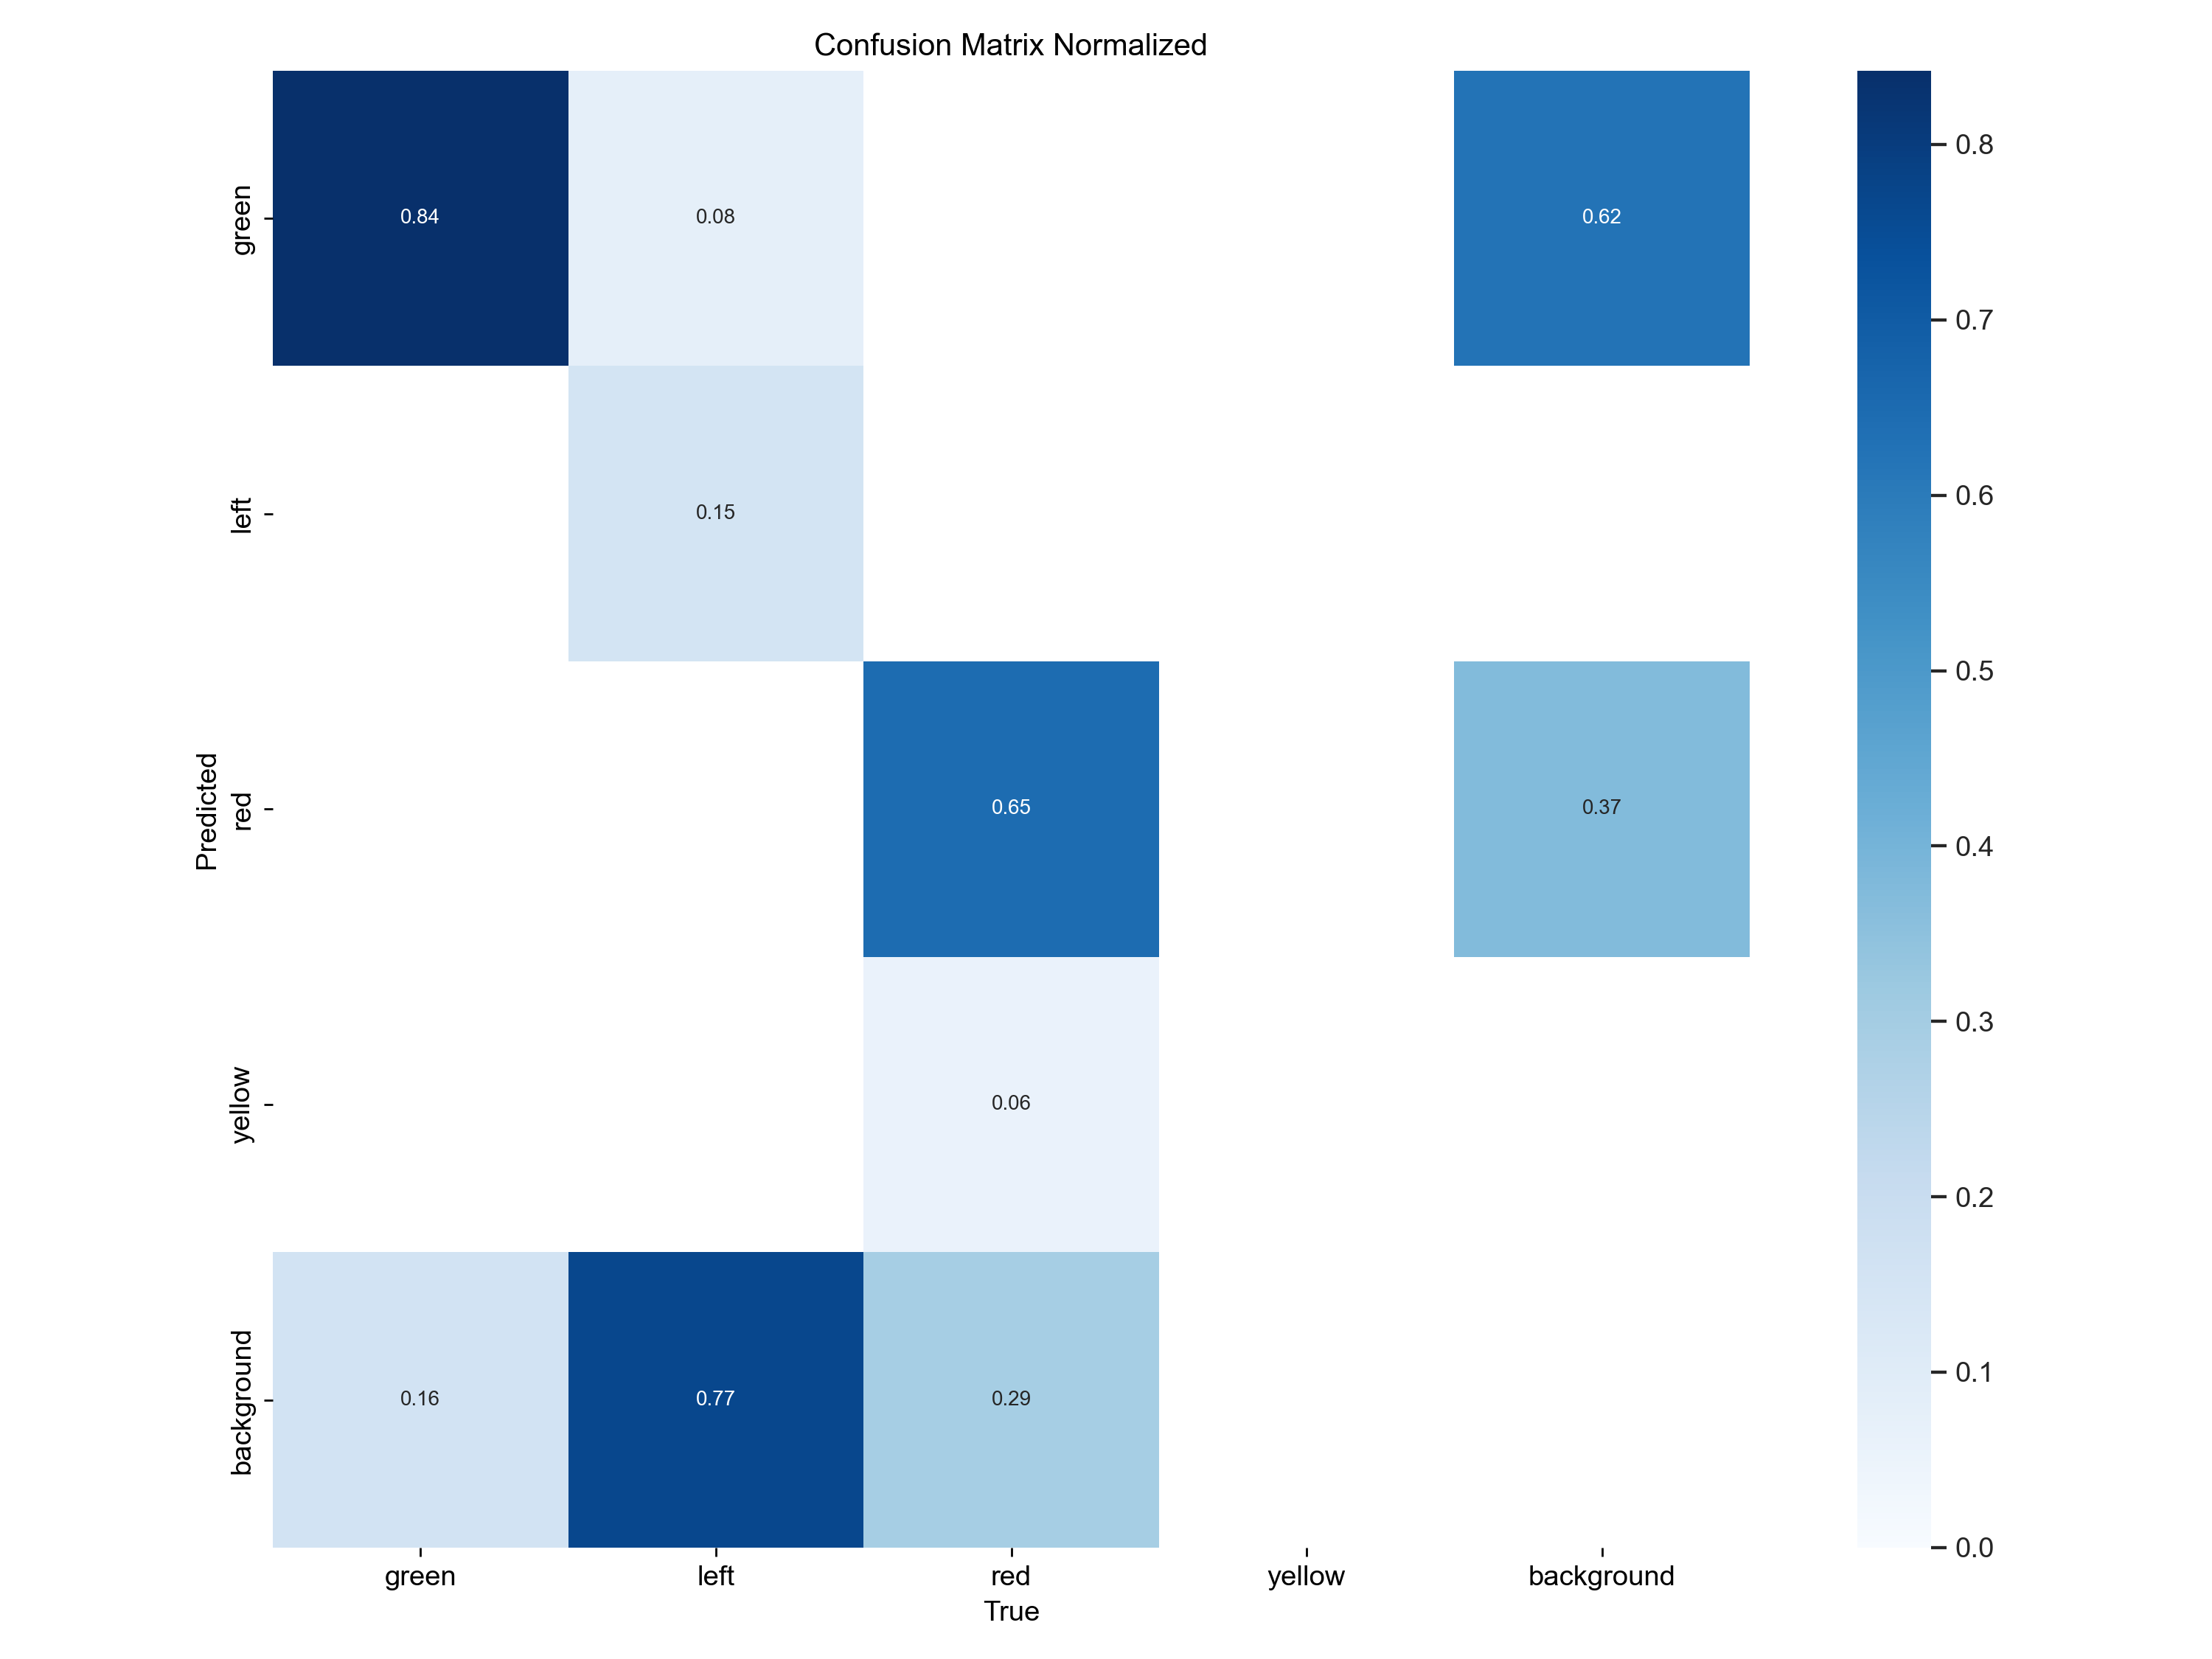 Confusion Matrix Normalized
green
0.84
0.08
0.62
left
0.15
Predicted
red
0.65
0.37
yellow
0.06
background
0.16
0.77
0.29
green
left
red
yellow
background
True
0.8
0.7
0.6
0.5
0.4
0.3
0.2
0.1
0.0